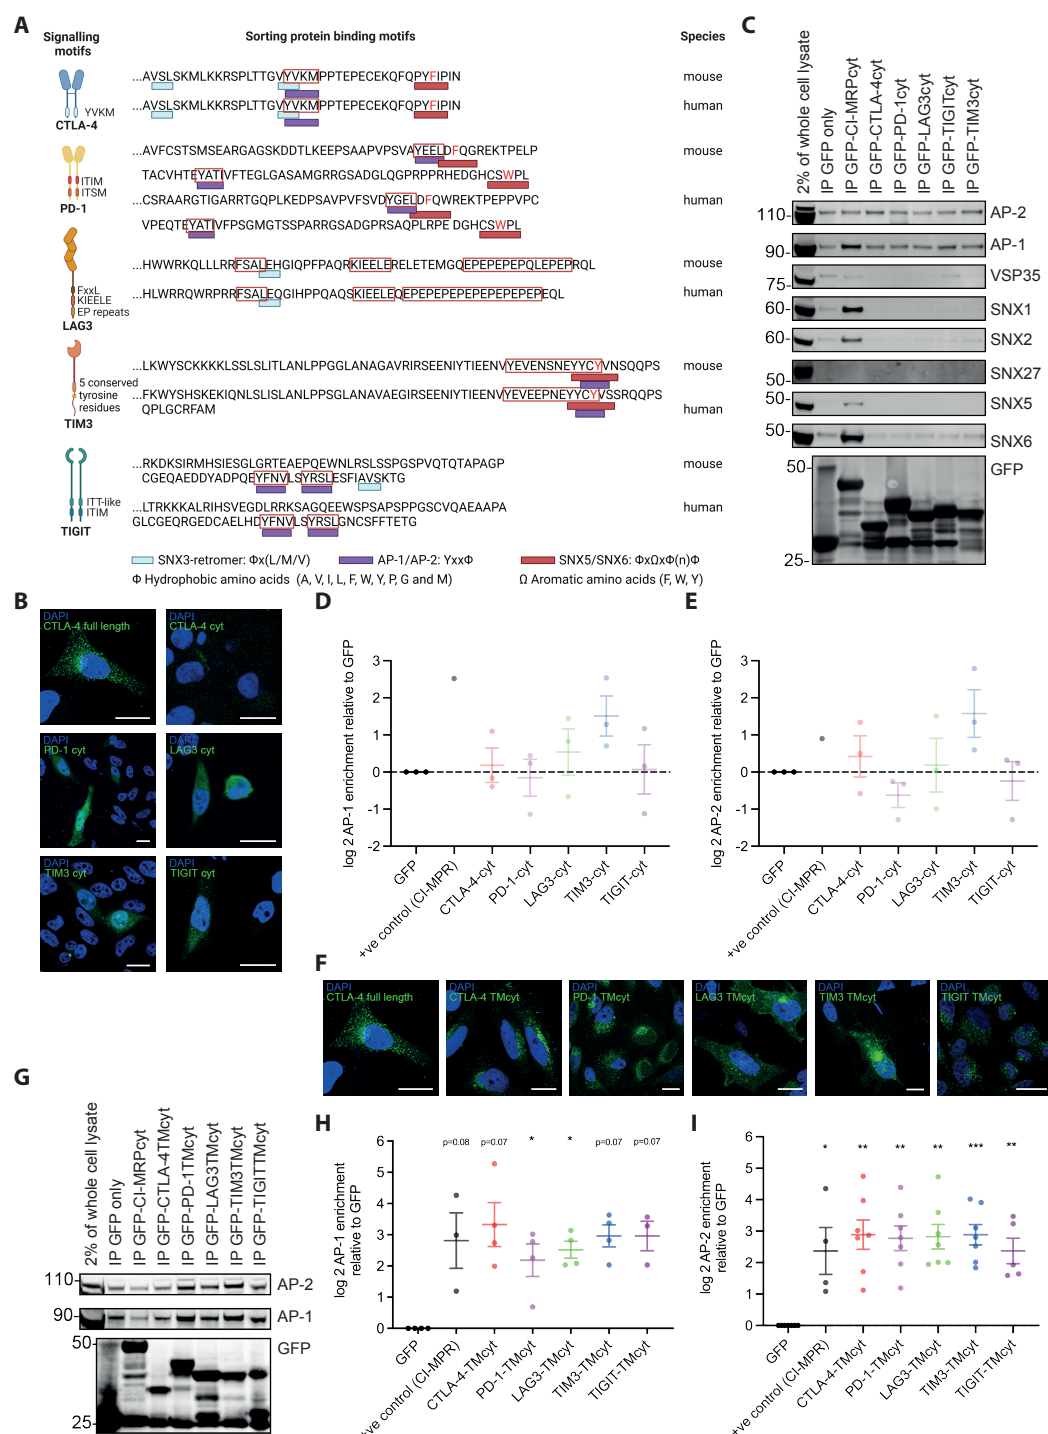 A
Signalling motifs
Sorting protein binding motifs
Species
YVKM
CTLA-4
...AVSLSKMLKKRSPLTTGVYVKMPPTEPECEKQFQPYFIPIN
mouse
...AVSLSKMLKKRSPLTTGVYVKMPPTEPECEKQFQPYFIPIN
human
ITIM
ITSM
PD-1
...AVFCSTSMSEARGAGSKDDTLKEEPSAAPVPSVAYEELDFQGREKTPELP
mouse
TACVHTEYATIVFTEGLGASAMGRRGSADGLQGPRPPRHEDGHCSWPL
...CSRAARGTIGARRTGQPLKEDPSAVPVFSVDYGELDFQWREKTPEPPVPC
human
VPEQTEYATIVFPSGMGTSSPARRGSADGPRSAQPLRPE DGHCSWPL
FxxL
KIEELE
EP repeats
LAG3
...HWWRKQLLLRRFSALEHGIQPFPAQRKIEELERELETEMGQEPEPEPEPQLEPEPRQL
mouse
...HLWRRQWRPRRFSALEQGIHPPQAQSKIEELEQEPEPEPEPEPEPEPEPEQL
human
5 conserved
tyrosine
residues
TIM3
...LKWYSCKKKKLSSLSLITLANLPPGGLANAGAVRIRSEENIYTIEENVYEVENSNEYYCYVNSQQPS
mouse
...FKWYSHSKEKIQNLSLISLANLPPSGLANAVAEGIRSEENIYTIEENVYEVEEPNEYYCYVSSRQQPS
QPLGCRFAM
human
ITT-like
ITIM
TIGIT
...RKDKSIRMHSIESGLGRTEAEPQEWNLRSLSSPGSPVQTQTAPAGP
mouse
CGEQAEDDYADPQEYFNVLSYRSLESFIAVSKTG
...LTRKKKALRIHSVEGDLRRKSAGQEEWSPSAPSPPGSCVQAEAAPA
human
GLCGEQRGEDCAELHDYFNVLSYRSLGNCSFFTETG
SNX3-retromer: Φx(L/M/V)
AP-1/AP-2: YxxΦ
SNX5/SNX6: ΦxΩxΦ(n)Φ
Φ Hydrophobic amino acids (A, V, I, L, F, W, Y, P, G and M)
Ω Aromatic amino acids (F, W, Y)
C
2% of whole cell lysate
IP GFP only
IP GFP-CI-MRPcyt
IP GFP-CTLA-4cyt
IP GFP-PD-1cyt
IP GFP-LAG3cyt
IP GFP-TIGITcyt
IP GFP-TIM3cyt
110- AP-2
90- AP-1
75- VSP35
60- SNX1
60- SNX2
50- SNX27
50- SNX5
50- SNX6
50- GFP
25-
B
DAPI
CTLA-4 full length
DAPI
CTLA-4 cyt
DAPI
PD-1 cyt
DAPI
LAG3 cyt
DAPI
TIM3 cyt
DAPI
TIGIT cyt
D
log 2 AP-1 enrichment relative to GFP
3
2
1
0
-1
-2
GFP
+ve control (CI-MPR)
CTLA-4-cyt
PD-1-cyt
LAG3-cyt
TIM3-cyt
TIGIT-cyt
E
log 2 AP-2 enrichment relative to GFP
3
2
1
0
-1
-2
GFP
+ve control (CI-MPR)
CTLA-4-cyt
PD-1-cyt
LAG3-cyt
TIM3-cyt
TIGIT-cyt
F
DAPI
CTLA-4 full length
DAPI
CTLA-4 TMcyt
DAPI
PD-1 TMcyt
DAPI
LAG3 TMcyt
DAPI
TIM3 TMcyt
DAPI
TIGIT TMcyt
G
2% of whole cell lysate
IP GFP only
IP GFP-CI-MRPcyt
IP GFP-CTLA-4TMcyt
IP GFP-PD-1TMcyt
IP GFP-LAG3TMcyt
IP GFP-TIM3TMcyt
IP GFP-TIGITTMcyt
110- AP-2
90- AP-1
50- GFP
25-
H
log 2 AP-1 enrichment
relative to GFP
6
5
4
3
2
1
0
p=0.08
p=0.07
*
*
p=0.07
p=0.07
GFP
+ve control (CI-MPR)
CTLA-4-TMcyt
PD-1-TMcyt
LAG3-TMcyt
TIM3-TMcyt
TIGIT-TMcyt
I
log 2 AP-2 enrichment
relative to GFP
6
5
4
3
2
1
0
*
**
**
**
***
**
GFP
+ve control (CI-MPR)
CTLA-4-TMcyt
PD-1-TMcyt
LAG3-TMcyt
TIM3-TMcyt
TIGIT-TMcyt